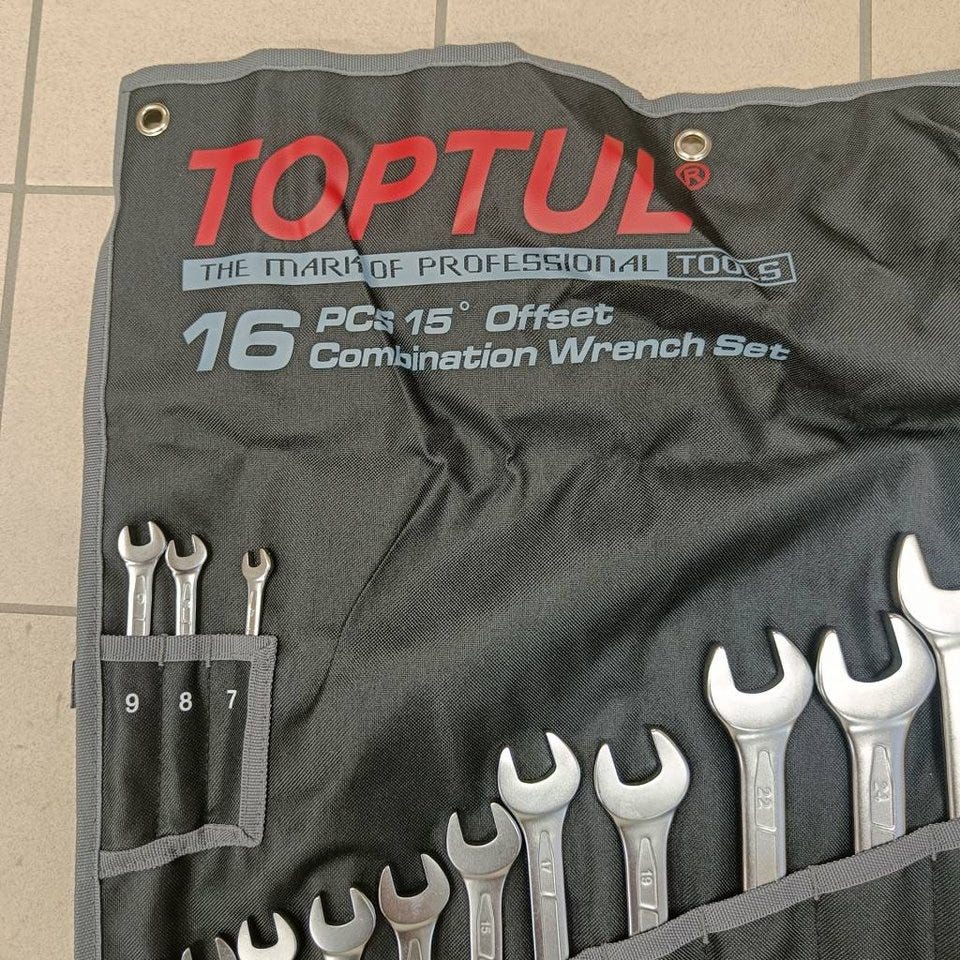 TOPTUL®
THE MARK OF PROFESSIONAL TOOLS
16 PCS 15° Offset
Combination Wrench Set
9 8 7
22
24
17
19
15